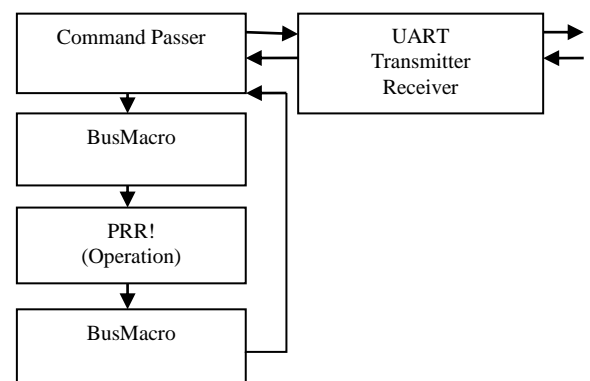 Command Passer
UART
Transmitter
Receiver
BusMacro
PRR!
(Operation)
BusMacro